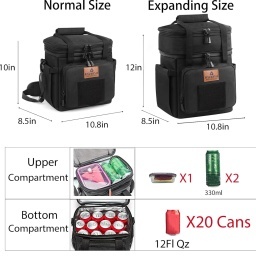 Normal Size
Expanding Size
10in
8.5in
10.8in
12in
8.5in
10.8in
Upper
Compartment
X1
X2
330ml
Bottom
Compartment
X20 Cans
12Fl Qz